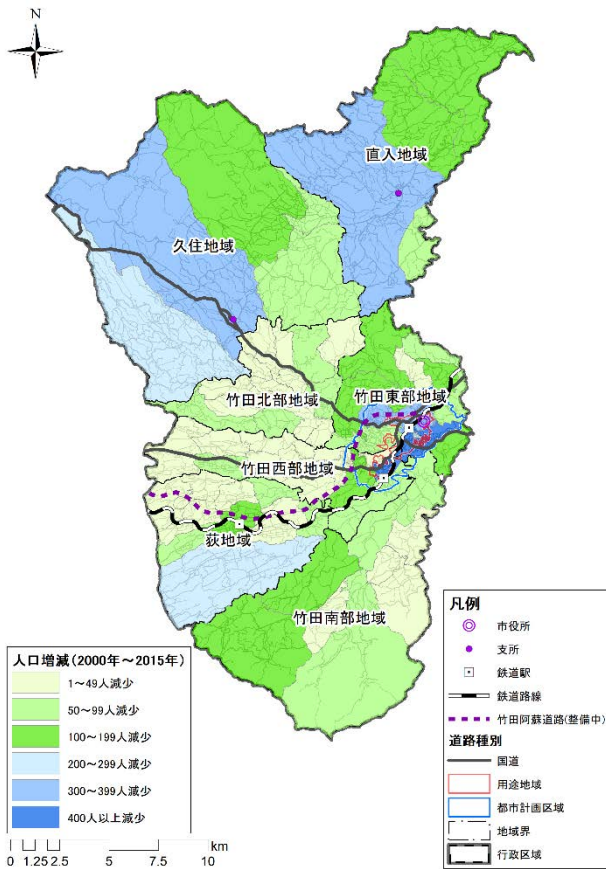 N
直入地域
久住地域
竹田北部地域
竹田東部地域
竹田西部地域
荻地域
竹田南部地域
人口増減(2000年～2015年)
1～49人減少
50～99人減少
100～199人減少
200～299人減少
300～399人減少
400人以上減少
km
0 1.25 2.5 5 7.5 10
凡例
市役所
支所
鉄道駅
鉄道路線
竹田阿蘇道路(整備中)
道路種別
国道
用途地域
都市計画区域
地域界
行政区域